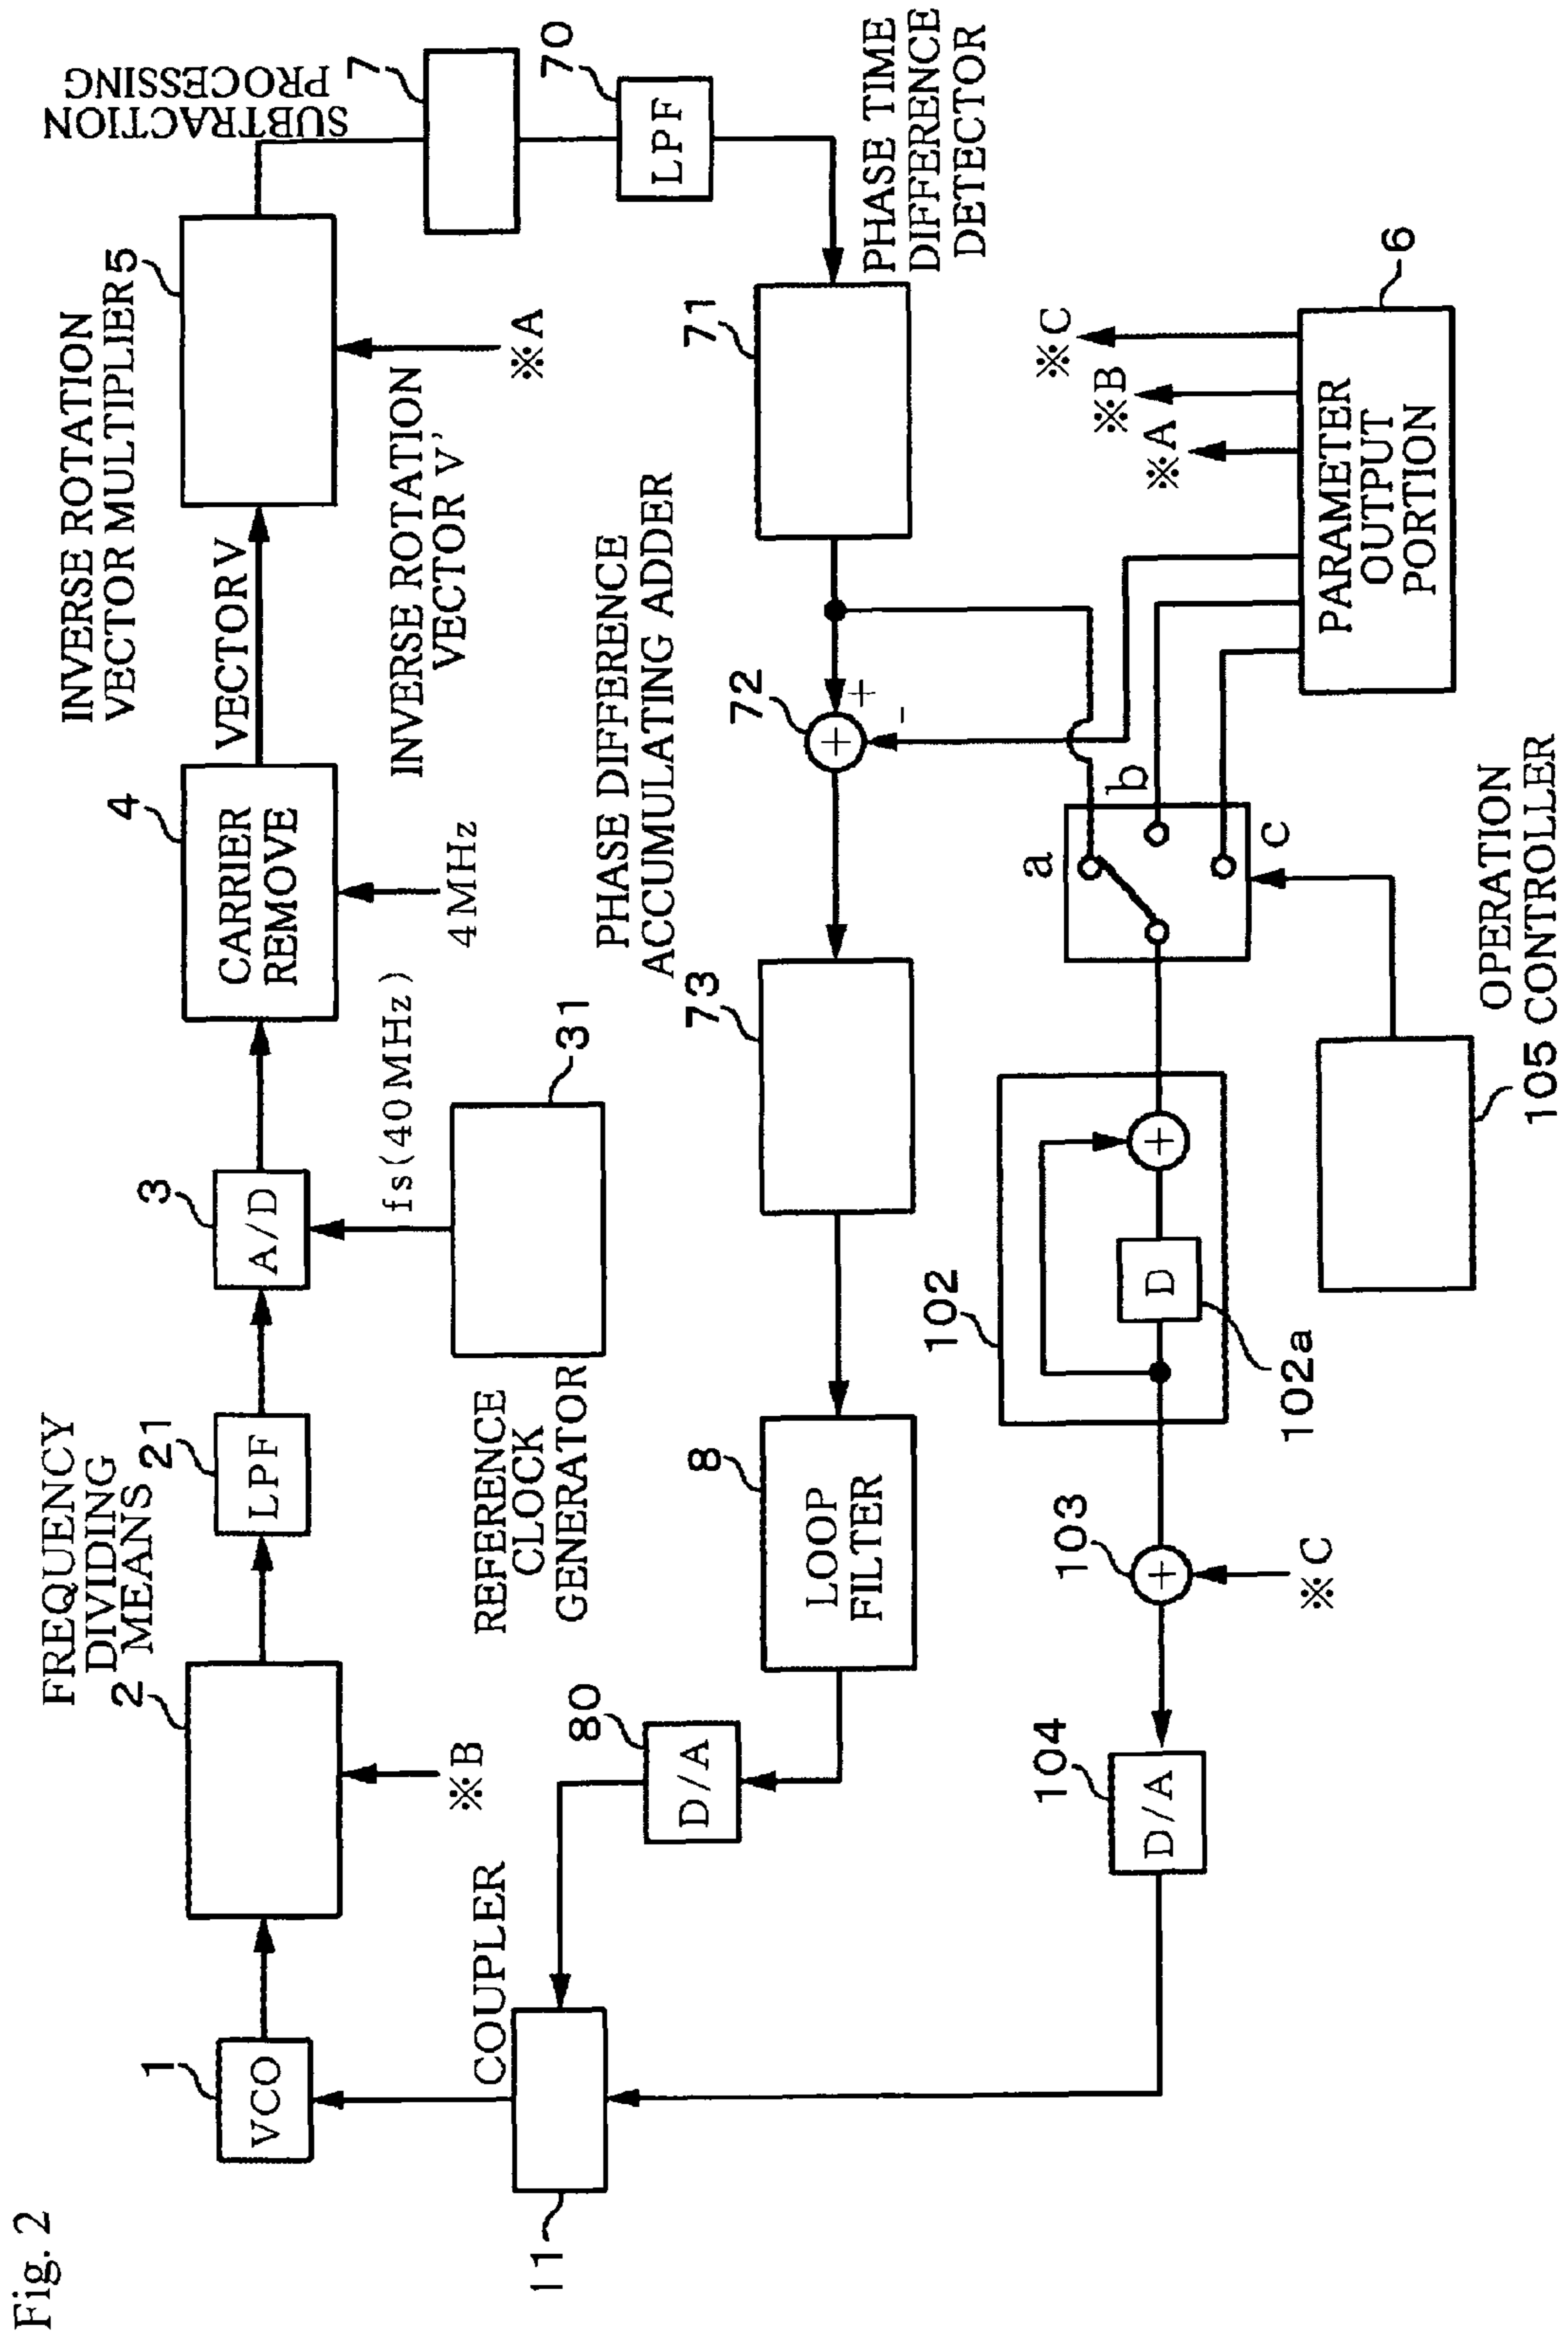 Fig. 2
1
VCO
FREQUENCY
DIVIDING
MEANS
2
※B
21
LPF
3
A/D
fs(40MHz)
31
REFERENCE
CLOCK
GENERATOR
4
CARRIER
REMOVE
4MHz
VECTOR V
INVERSE ROTATION
VECTOR MULTIPLIER 5
INVERSE ROTATION
VECTOR V'
※A
SUBTRACTION
PROCESSING
7
70
LPF
PHASE TIME
DIFFERENCE
DETECTOR
71
72
+
+
-
PHASE DIFFERENCE
ACCUMULATING ADDER
73
8
LOOP
FILTER
80
D/A
COUPLER
11
104
D/A
103
+
※C
102
D
102a
+
a
b
c
OPERATION
105 CONTROLLER
6
PARAMETER
OUTPUT
PORTION
※A
※B
※C